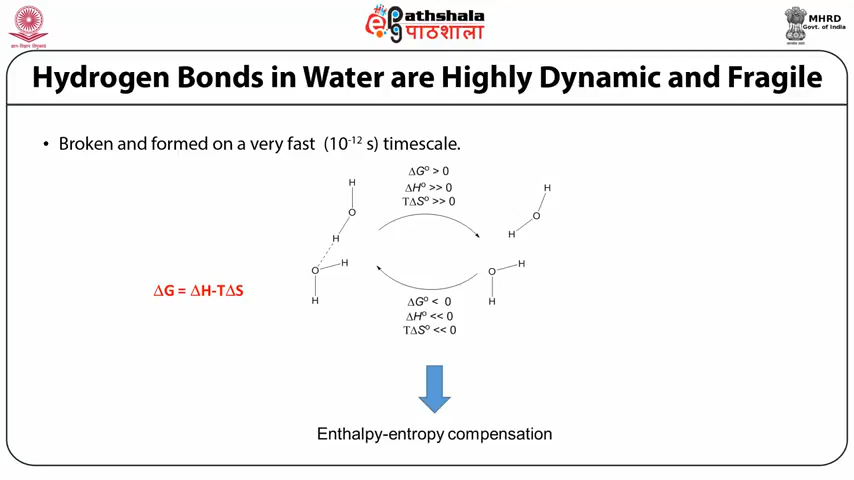 ePathshala
पाठशाला
MHRD
Govt. of India
Hydrogen Bonds in Water are Highly Dynamic and Fragile
• Broken and formed on a very fast (10⁻¹² s) timescale.
ΔG° > 0
ΔH° >> 0
TΔS° >> 0
H
O
H
O
H
H
H
O
H
O
H
H
ΔG = ΔH-TΔS
ΔG° < 0
ΔH° << 0
TΔS° << 0
Enthalpy-entropy compensation